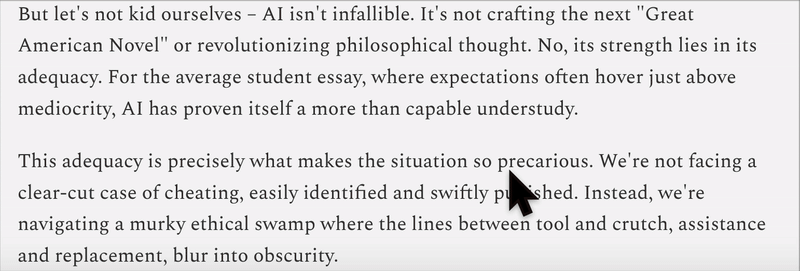 But let's not kid ourselves – AI isn't infallible. It's not crafting the next "Great
American Novel" or revolutionizing philosophical thought. No, its strength lies in its
adequacy. For the average student essay, where expectations often hover just above
mediocrity, AI has proven itself a more than capable understudy.
This adequacy is precisely what makes the situation so precarious. We're not facing a
clear-cut case of cheating, easily identified and swiftly punished. Instead, we're
navigating a murky ethical swamp where the lines between tool and crutch, assistance
and replacement, blur into obscurity.